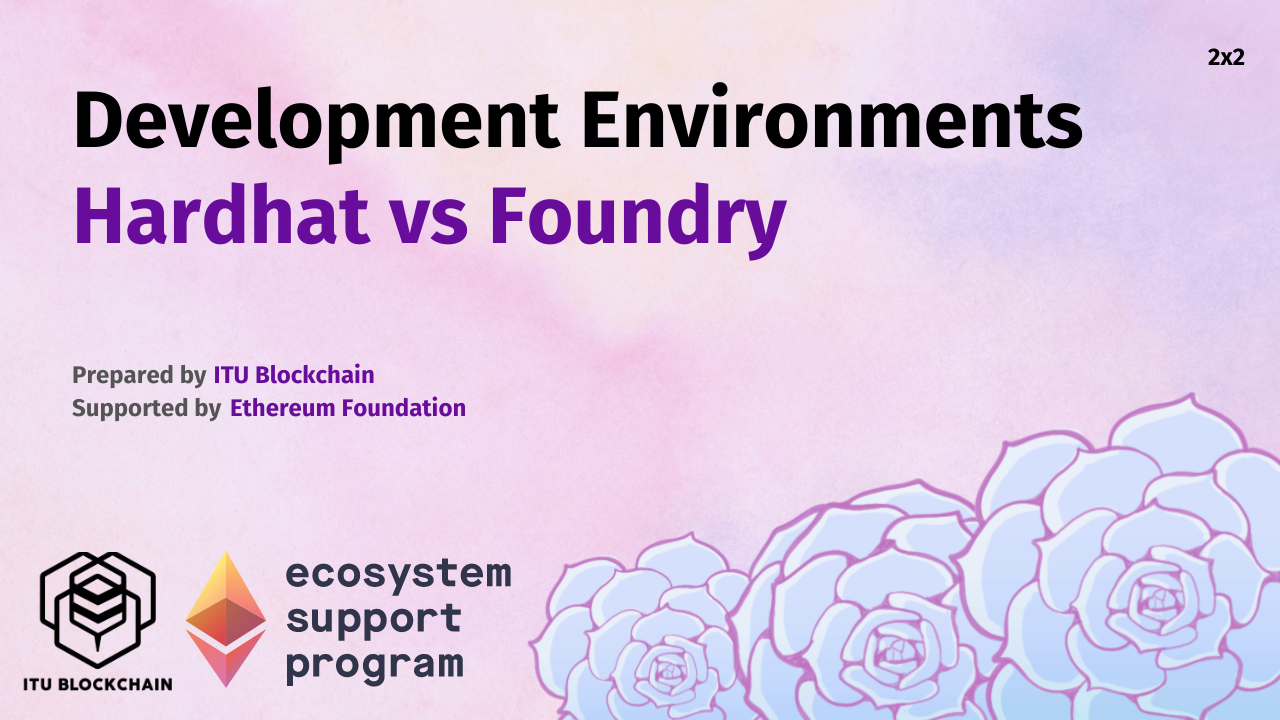 2x2
Development Environments
Hardhat vs Foundry
Prepared by ITU Blockchain
Supported by Ethereum Foundation
ITU BLOCKCHAIN
ecosystem
support
program